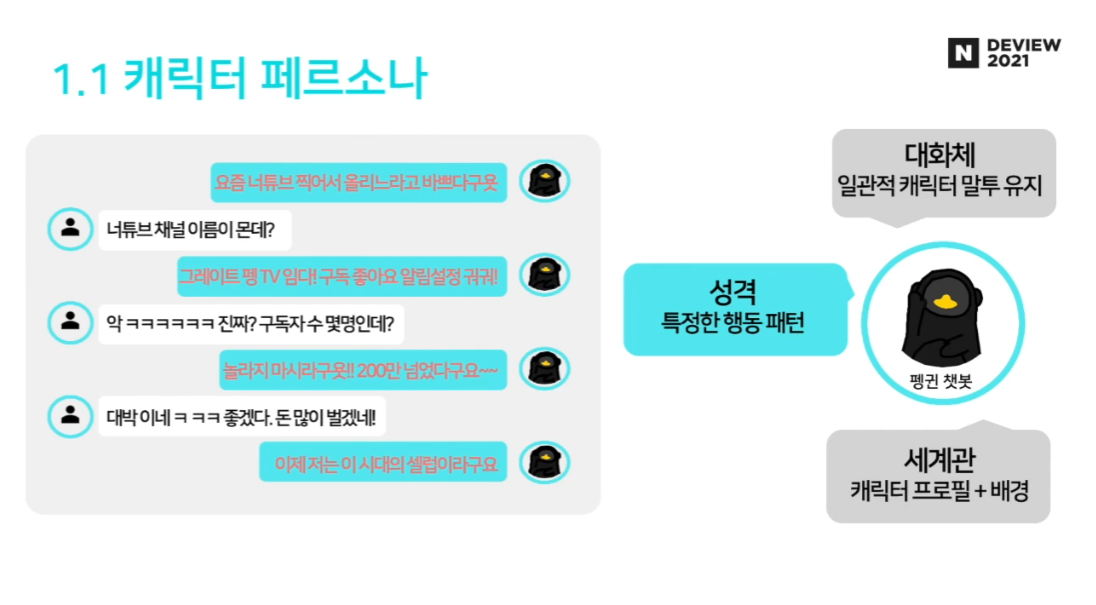 1.1 캐릭터 페르소나
N DEVIEW
2021
요즘 너튜브 찍어서 올리느라고 바쁘다구욧
너튜브 채널 이름이 몬데?
그레이트 펭 TV 임다! 구독 좋아요 알림설정 궈궈!
악 ㅋㅋㅋㅋㅋㅋ 진짜? 구독자 수 몇명인데?
놀라지 마시라구욧!! 200만 넘었다구요~~
대박 이네 ㅋ ㅋㅋ 좋겠다. 돈 많이 벌겠네!
이제 저는 이 시대의 셀럽이라구요
대화체
일관적 캐릭터 말투 유지
성격
특정한 행동 패턴
펭귄 챗봇
세계관
캐릭터 프로필 + 배경